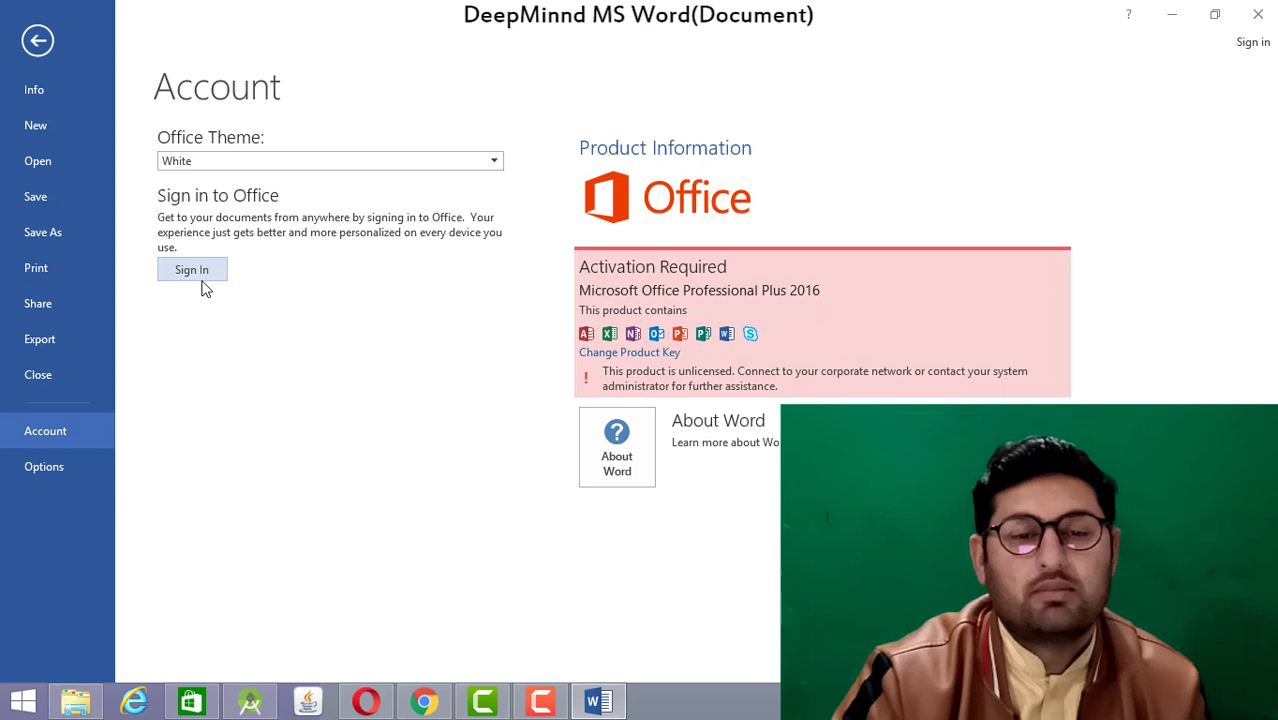 DeepMinnd MS Word(Document)
?
Sign in
Info
New
Open
Save
Save As
Print
Share
Export
Close
Account
Options
Account
Office Theme:
White
Sign in to Office
Get to your documents from anywhere by signing in to Office. Your
experience just gets better and more personalized on every device you
use.
Sign In
Product Information
Office
Activation Required
Microsoft Office Professional Plus 2016
This product contains
Change Product Key
! This product is unlicensed. Connect to your corporate network or contact your system
administrator for further assistance.
?
About
Word
About Word
Learn more about Wo